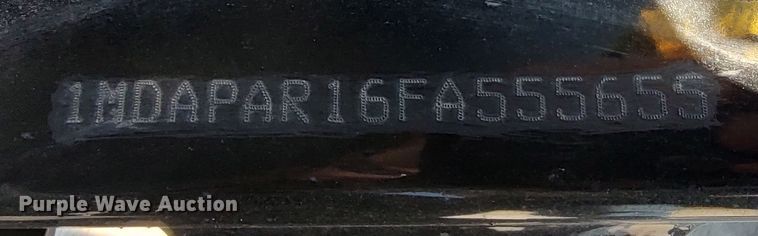 1MDAPAR16FA555655
Purple Wave Auction